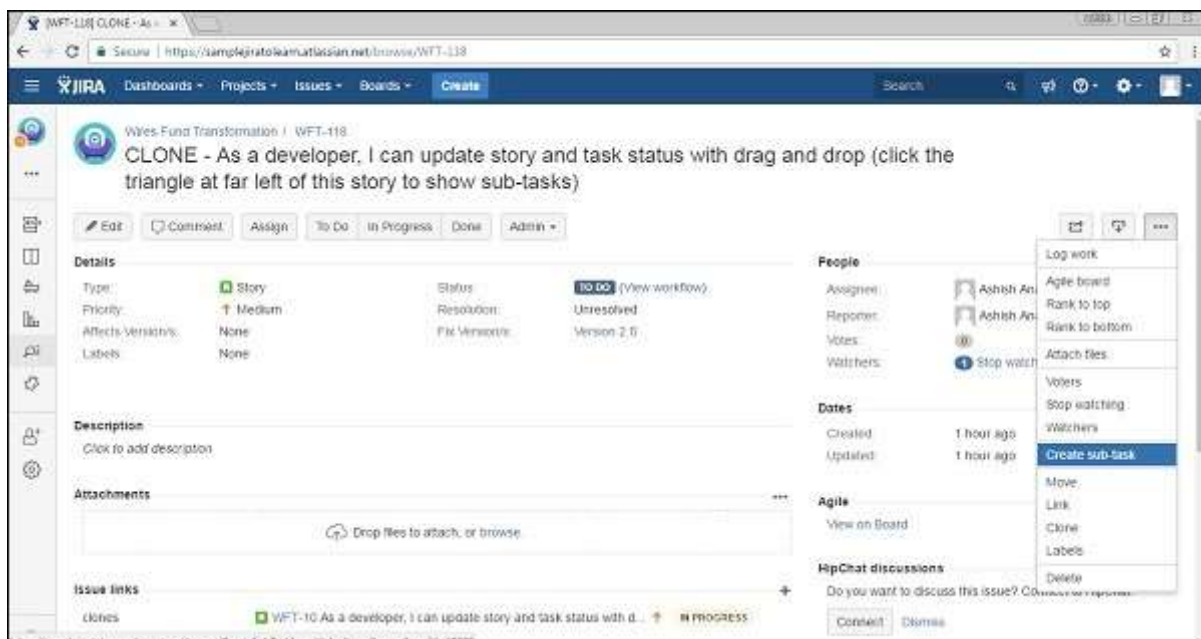 [WFT-118] CLONE - As a
Secure | https://samplejiratolearn.atlassian.net/browse/WFT-118
JIRA Dashboards Projects Issues Boards Create Search
Wires Fund Transformation / WFT-118
CLONE - As a developer, I can update story and task status with drag and drop (click the
triangle at far left of this story to show sub-tasks)
Edit Comment Assign To Do In Progress Done Admin
Details
Type: Story Status: TO DO (View workflow)
Priority: Medium Resolution: Unresolved
Affects Version/s: None Fix Version/s: Version 2.0
Labels: None
Description
Click to add description
Attachments
Drop files to attach, or browse.
Issue links
clones
WFT-10 As a developer, I can update story and task status with d... IN PROGRESS
People
Assignee: Ashish An
Reporter: Ashish An
Votes: 0
Watchers: 1 Stop watch
Dates
Created: 1 hour ago
Updated: 1 hour ago
Agile
View on Board
HipChat discussions
Do you want to discuss this issue? Connect to HipChat.
Connect Dismiss
Log work
Agile board
Rank to top
Rank to bottom
Attach files
Voters
Stop watching
Watchers
Create sub-task
Move
Link
Clone
Labels
Delete